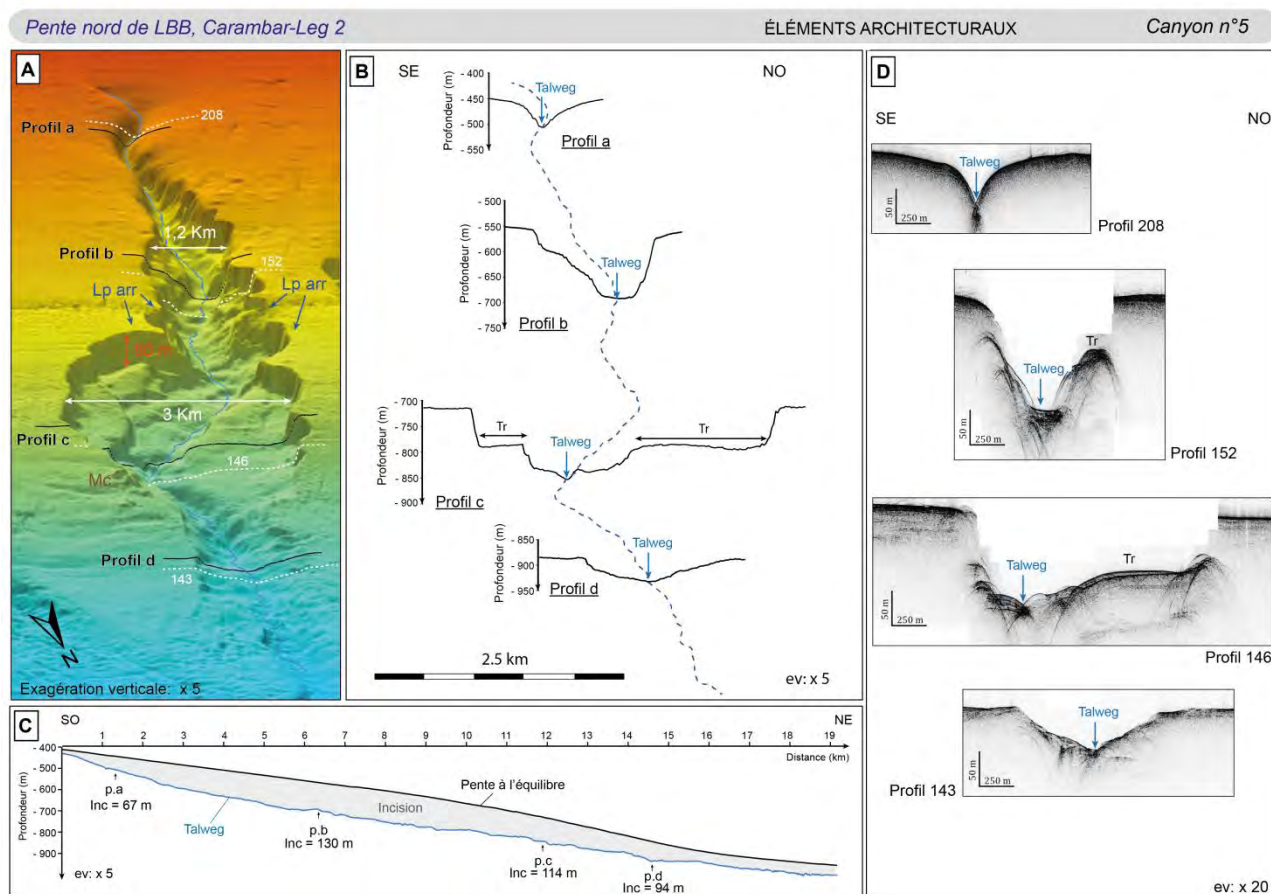 Pente nord de LBB, Carambar-Leg 2
ÉLÉMENTS ARCHITECTURAUX
Canyon n°5
A
208
Profil a
1,2 Km
Profil b
152
Lp arr
Lp arr
3 Km
Profil c
146
Mc
Profil d
143
N
Exagération verticale: x 5
B
SE
NO
Profondeur (m)
- 400
- 450
- 500
- 550
Talweg
Profil a
Profondeur (m)
- 500
- 550
- 600
- 650
- 700
- 750
Talweg
Profil b
Profondeur (m)
- 700
- 750
- 800
- 850
- 900
Tr
Talweg
Tr
Profil c
Profondeur (m)
- 850
- 900
- 950
Talweg
Profil d
2.5 km
ev: x 5
C
SO
NE
1 2 3 4 5 6 7 8 9 10 11 12 13 14 15 16 17 18 19
Distance (km)
Profondeur (m)
- 400
- 500
- 600
- 700
- 800
- 900
Pente à l'équilibre
Incision
Talweg
p.a
Inc = 67 m
p.b
Inc = 130 m
p.c
Inc = 114 m
p.d
Inc = 94 m
ev: x 5
D
SE
NO
Talweg
50 m
250 m
Profil 208
Tr
Talweg
50 m
250 m
Profil 152
Talweg
Tr
50 m
250 m
Profil 146
Talweg
50 m
250 m
Profil 143
ev: x 20